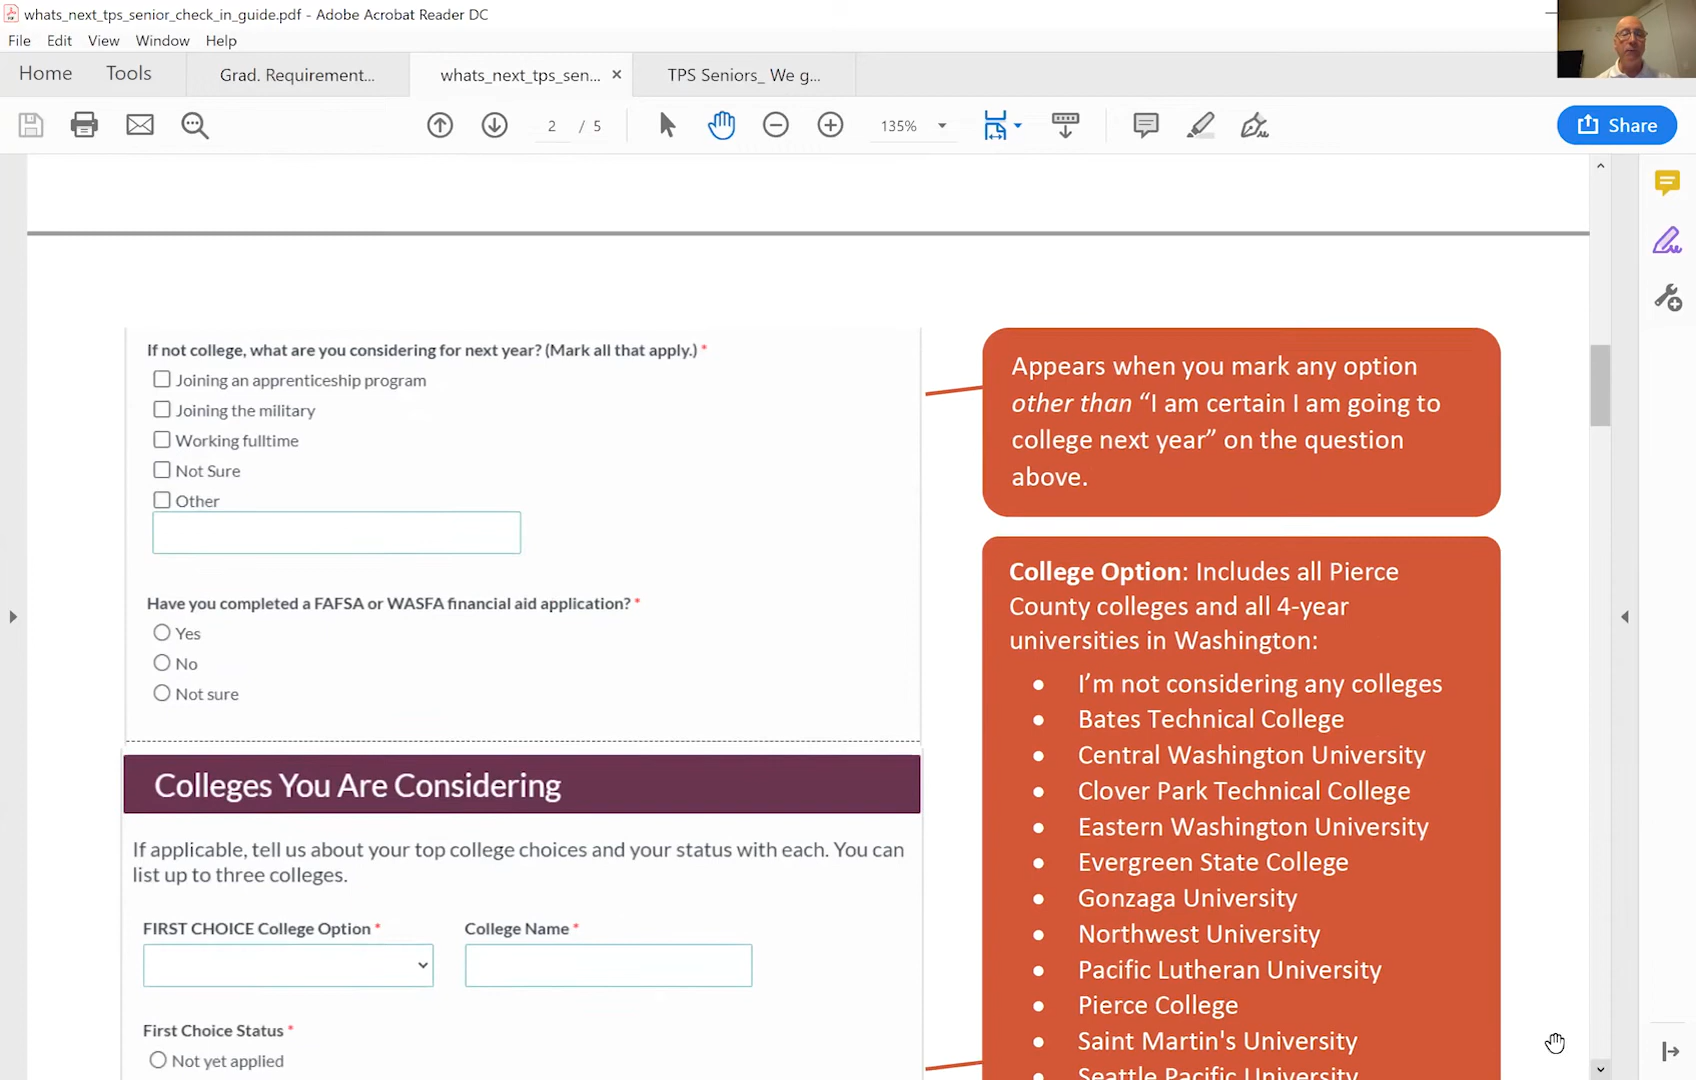 whats_next_tps_senior_check_in_guide.pdf - Adobe Acrobat Reader DC
File Edit View Window Help
Home Tools Grad. Requirement... whats_next_tps_sen... × TPS Seniors_ We g...
2 / 5 135% Share
If not college, what are you considering for next year? (Mark all that apply.) *
Joining an apprenticeship program
Joining the military
Working fulltime
Not Sure
Other
Have you completed a FAFSA or WASFA financial aid application? *
Yes
No
Not sure
Colleges You Are Considering
If applicable, tell us about your top college choices and your status with each. You can
list up to three colleges.
FIRST CHOICE College Option * College Name *
First Choice Status *
Not yet applied
Appears when you mark any option
other than “I am certain I am going to
college next year” on the question
above.
College Option: Includes all Pierce
County colleges and all 4-year
universities in Washington:
• I’m not considering any colleges
• Bates Technical College
• Central Washington University
• Clover Park Technical College
• Eastern Washington University
• Evergreen State College
• Gonzaga University
• Northwest University
• Pacific Lutheran University
• Pierce College
• Saint Martin's University
• Seattle Pacific University